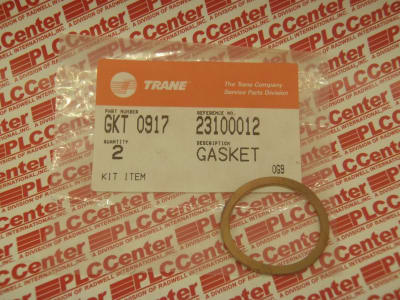 TRANE
The Trane Company
Service Parts Division
PART NUMBER REFERENCE NO.
GKT 0917 23100012
QUANTITY DESCRIPTION
2 GASKET
KIT ITEM 0G9
PLCCenter
A DIVISION OF RADWELL INTERNATIONAL, INC.